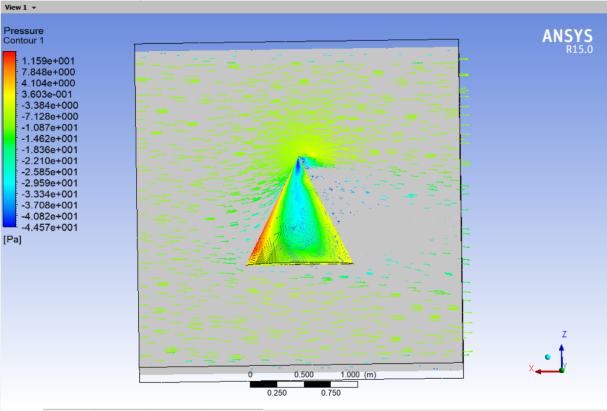 View 1
Pressure
Contour 1
1.159e+001
7.848e+000
4.104e+000
3.603e-001
-3.384e+000
-7.128e+000
-1.087e+001
-1.462e+001
-1.836e+001
-2.210e+001
-2.585e+001
-2.959e+001
-3.334e+001
-3.708e+001
-4.082e+001
-4.457e+001
[Pa]
ANSYS
R15.0
0 0.500 1.000 (m)
0.250 0.750
Z
X Y